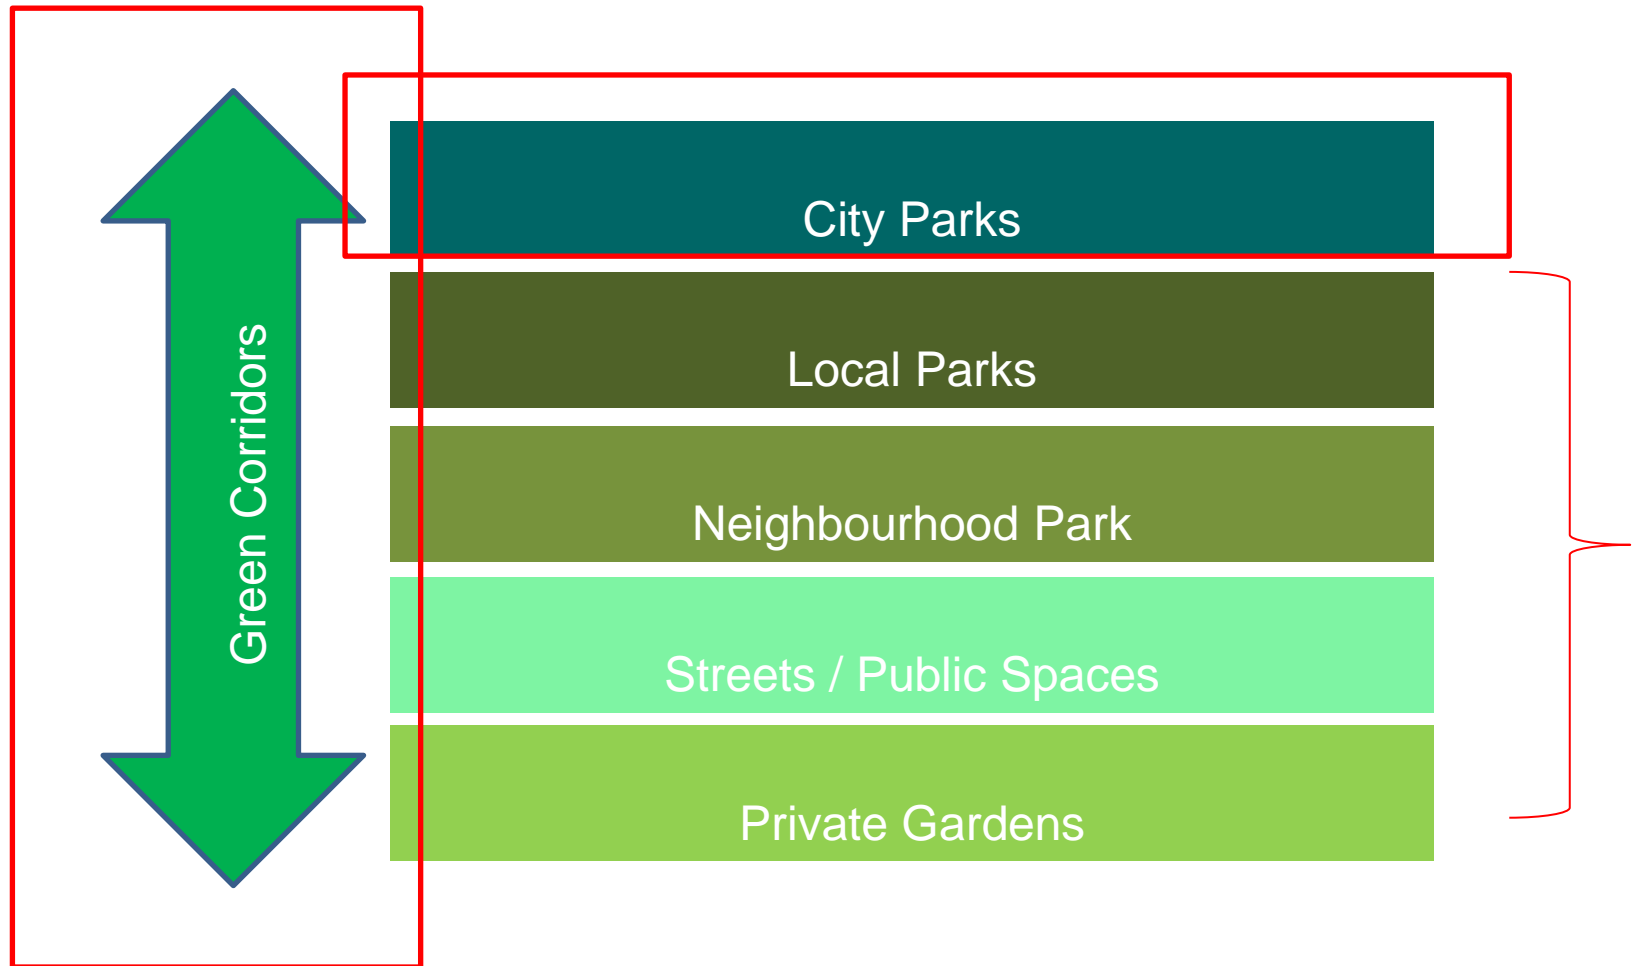 Green Corridors
City Parks
Local Parks
Neighbourhood Park
Streets / Public Spaces
Private Gardens